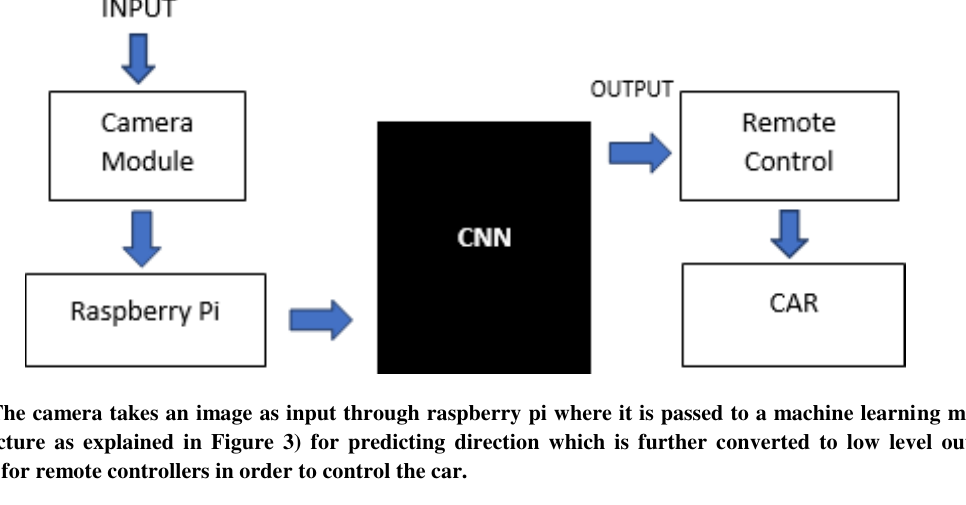 INPUT
Camera
Module
Raspberry Pi
CNN
OUTPUT
Remote
Control
CAR
The camera takes an image as input through raspberry pi where it is passed to a machine learning m
cture as explained in Figure 3) for predicting direction which is further converted to low level ou
for remote controllers in order to control the car.